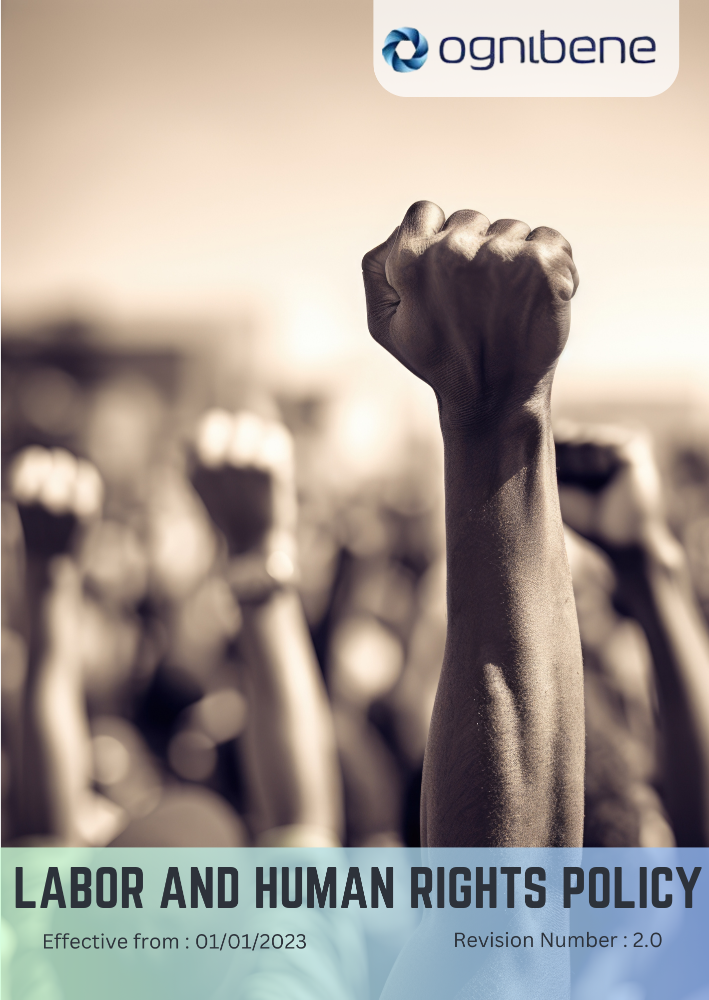 ognibene
LABOR AND HUMAN RIGHTS POLICY
Effective from : 01/01/2023
Revision Number : 2.0